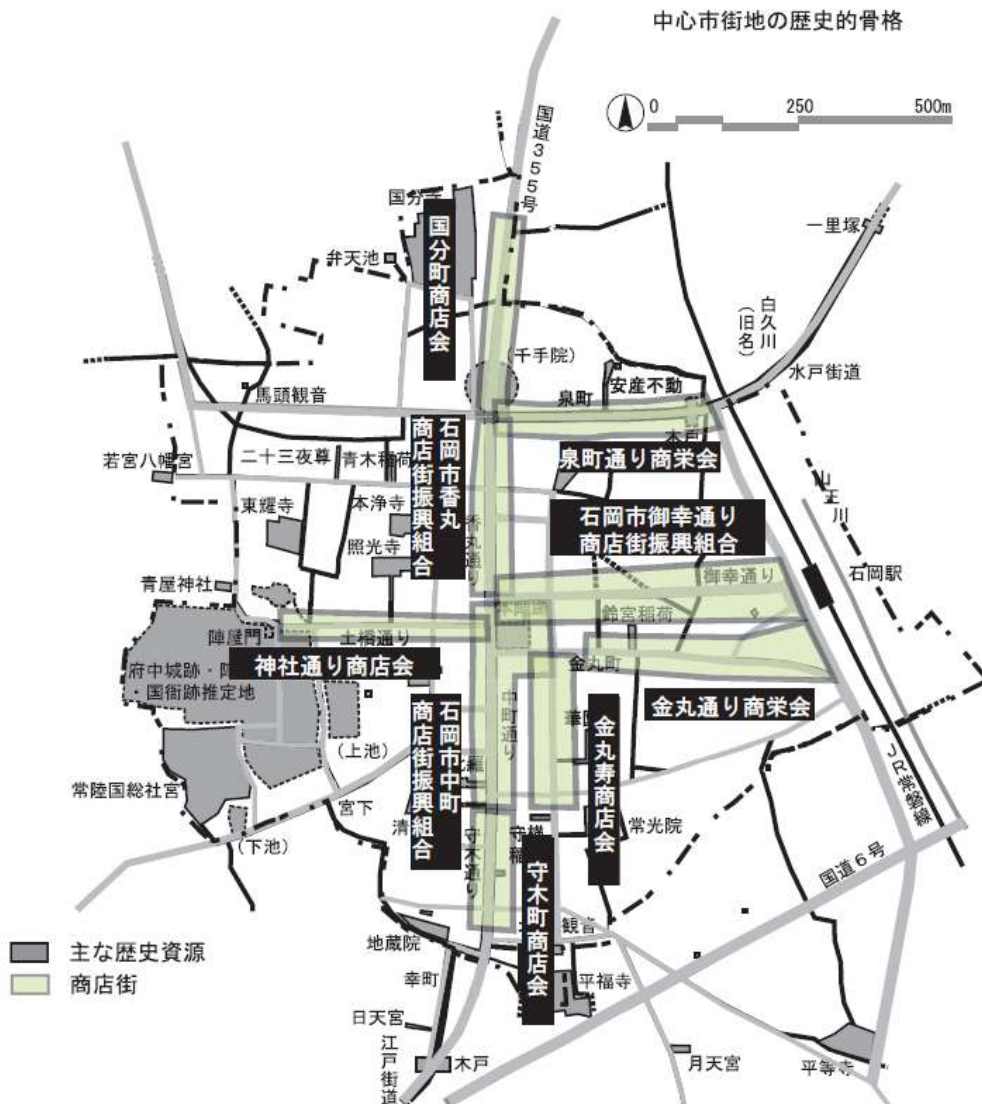 中心市街地の歴史的骨格
0 250 500m
国道355号
国分寺
国分町商店会
弁天池
一里塚
白久川
(旧名)
水戸街道
(千手院)
安産不動
泉町
馬頭観音
木戸
泉町通り商栄会
若宮八幡宮
二十三夜尊
青木稲荷
石岡市香丸
商店街振興組合
香丸通り
東耀寺
本浄寺
照光寺
石岡市御幸通り
商店街振興組合
山王川
御幸通り
石岡駅
青屋神社
鈴宮稲荷
陣屋門
土橋通り
神社通り商店会
金丸町
府中城跡・陣
・国衙跡推定地
金丸通り商栄会
石岡市中町
商店街振興組合
中町通り
金丸寿商店会
(上池)
常陸国総社宮
宮下
(下池)
清
守木通り
常光院
JR常磐線
国道6号
守木町商店会
観音
主な歴史資源
商店街
地蔵院
幸町
平福寺
日天宮
江戸街道
木戸
月天宮
平等寺